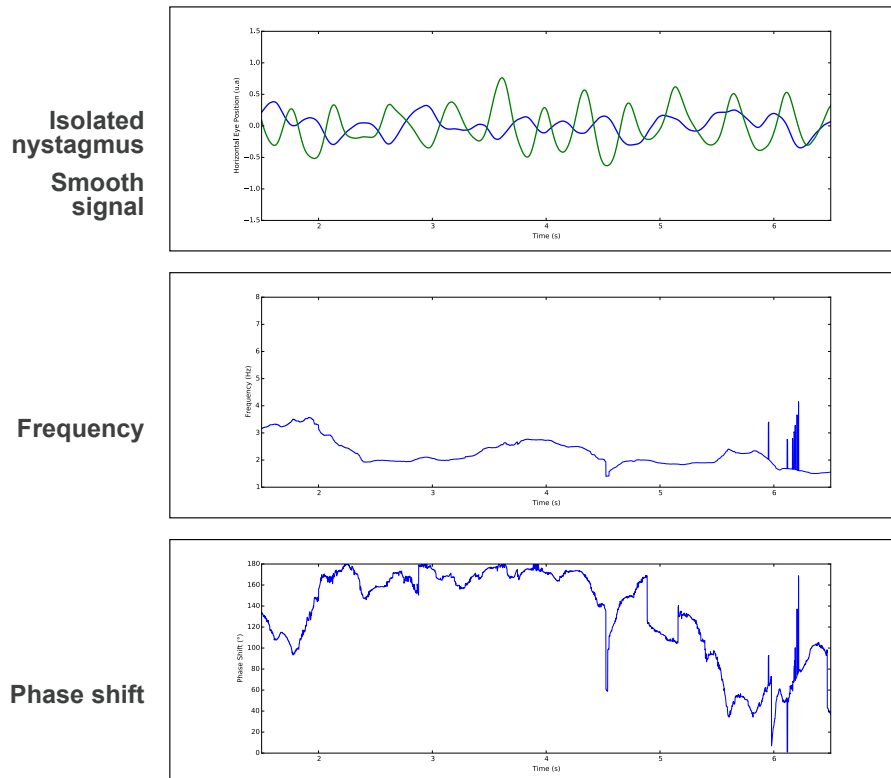 Isolated
nystagmus
Smooth
signal
1.5
1.0
0.5
0.0
−0.5
−1.0
−1.5
Horizontal Eye Position (u.a)
2 3 4 5 6
Time (s)
Frequency
8
7
6
5
4
3
2
1
Frequency (Hz)
2 3 4 5 6
Time (s)
Phase shift
180
160
140
120
100
80
60
40
20
0
Phase Shift (°)
2 3 4 5 6
Time (s)